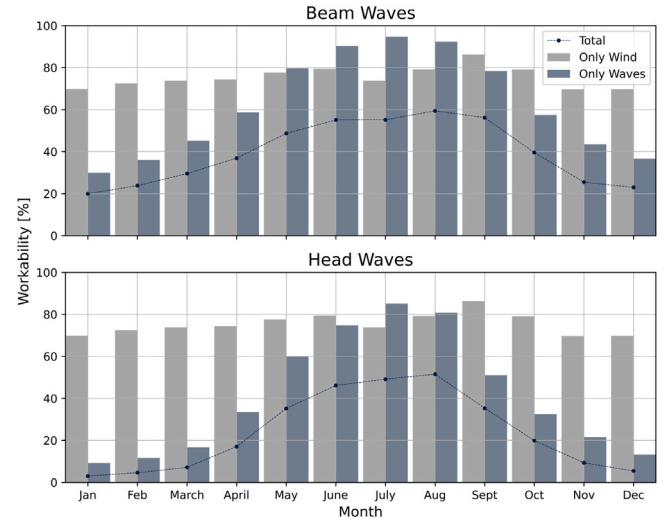 Beam Waves
100
80
60
40
20
0
Total
Only Wind
Only Waves
Workability [%]
Head Waves
100
80
60
40
20
0
Jan Feb March April May June July Aug Sept Oct Nov Dec
Month